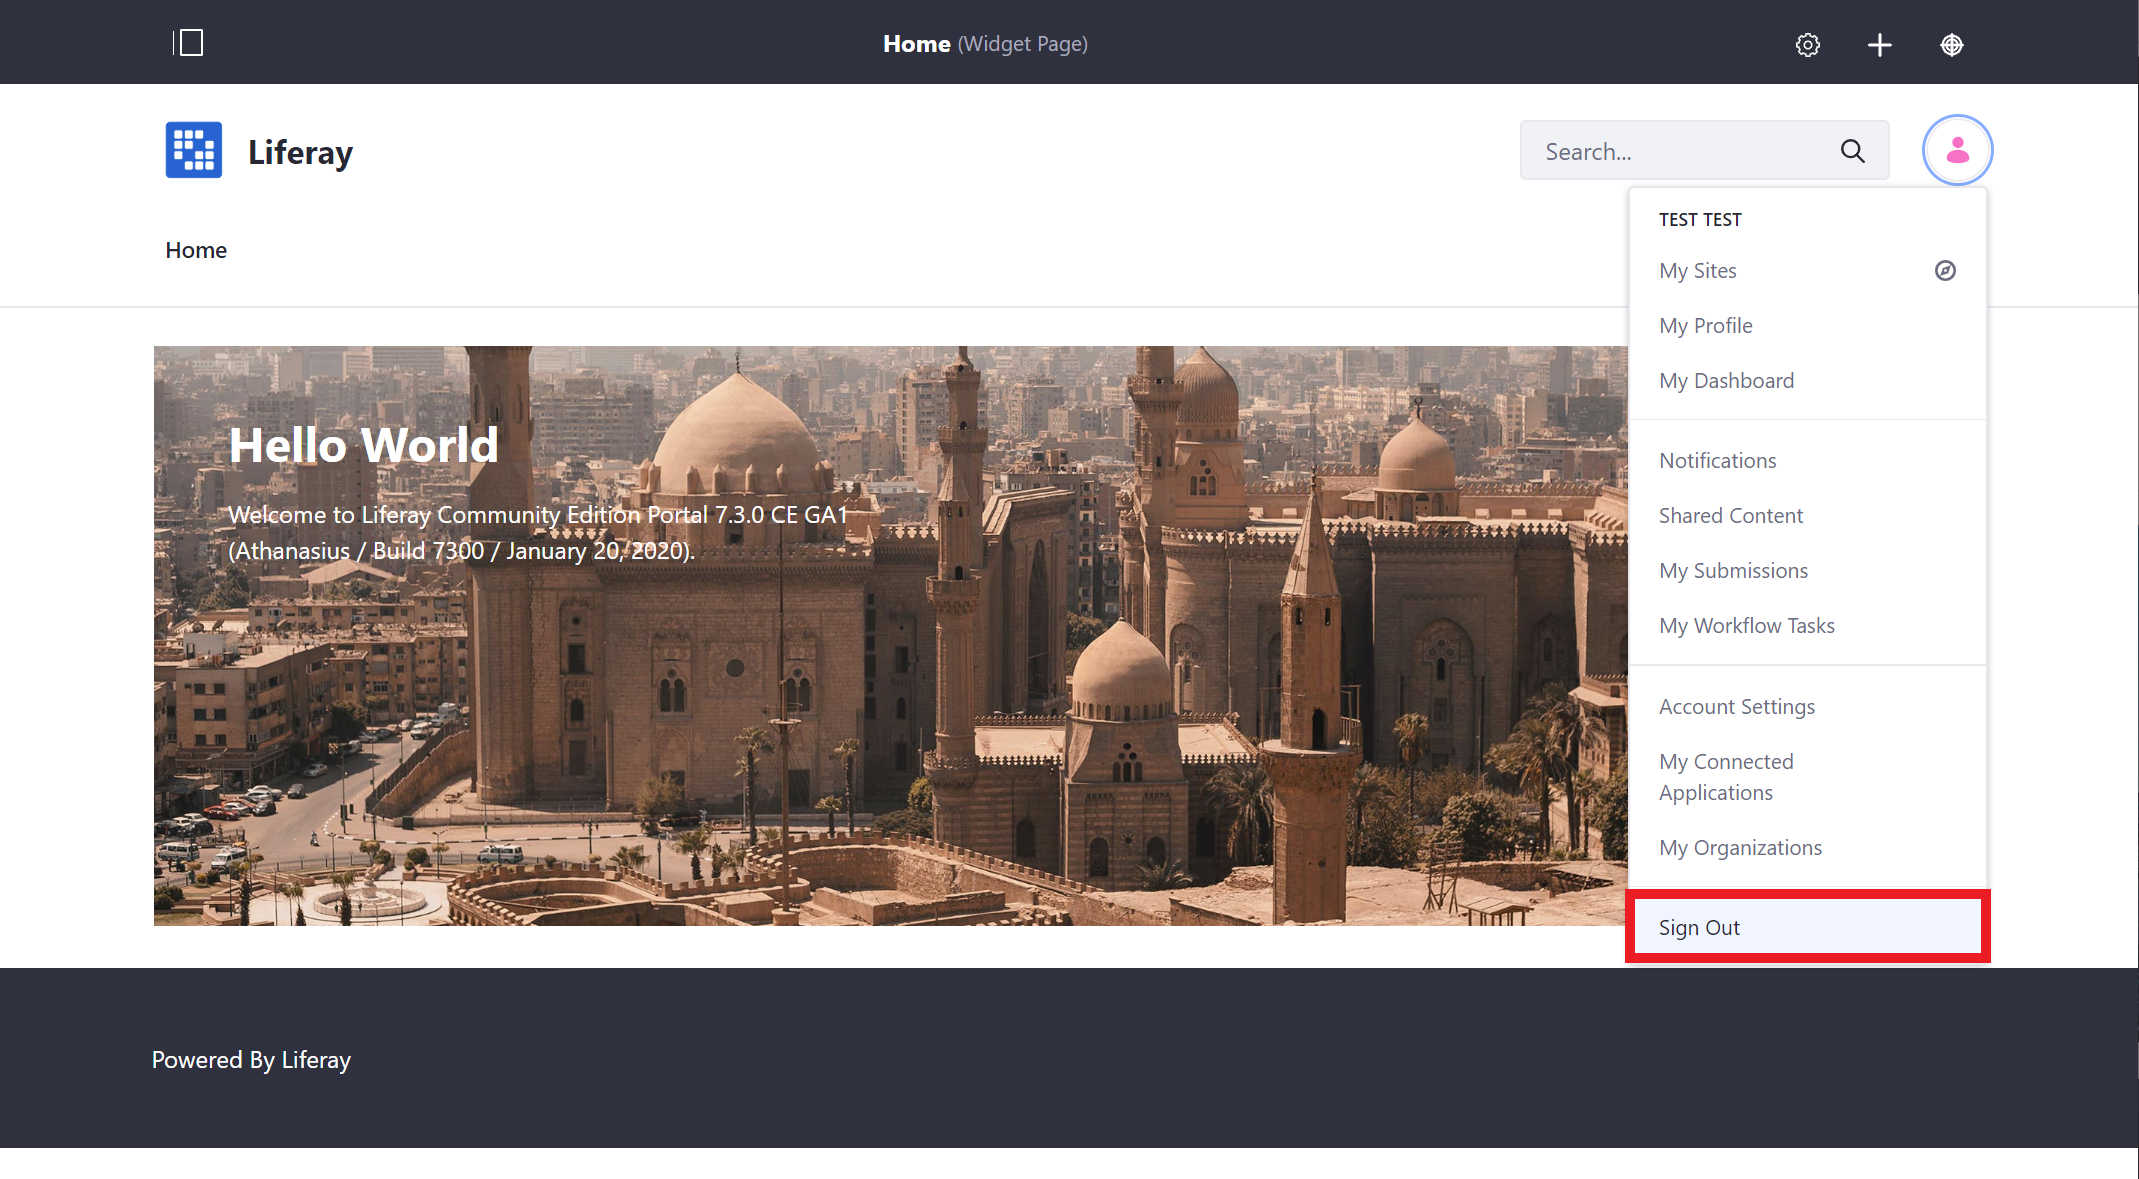 Home (Widget Page)
Liferay
Search...
Home
TEST TEST
My Sites
My Profile
My Dashboard
Notifications
Shared Content
My Submissions
My Workflow Tasks
Account Settings
My Connected
Applications
My Organizations
Sign Out
Hello World
Welcome to Liferay Community Edition Portal 7.3.0 CE GA1
(Athanasius / Build 7300 / January 20, 2020).
Powered By Liferay